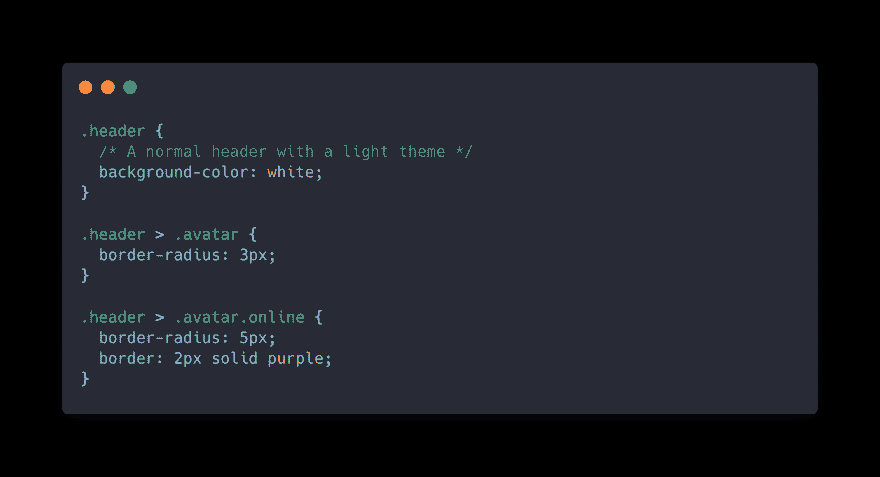 .header {
  /* A normal header with a light theme */
  background-color: white;
}

.header > .avatar {
  border-radius: 3px;
}

.header > .avatar.online {
  border-radius: 5px;
  border: 2px solid purple;
}